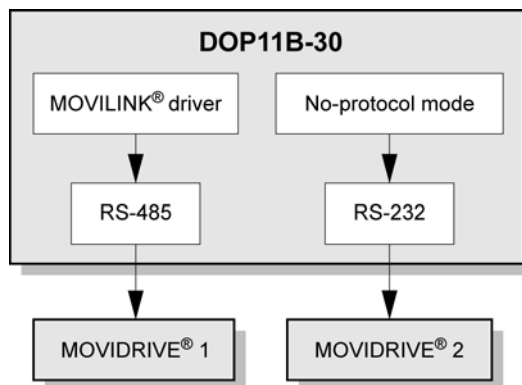 DOP11B-30
MOVILINK® driver
No-protocol mode
RS-485
RS-232
MOVIDRIVE® 1
MOVIDRIVE® 2